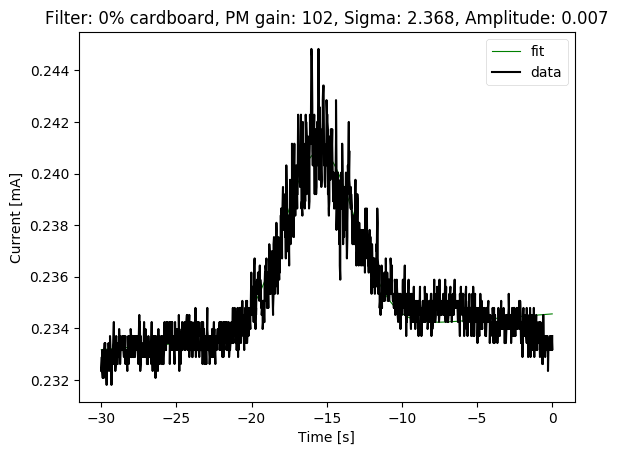 Filter: 0% cardboard, PM gain: 102, Sigma: 2.368, Amplitude: 0.007
fit
data
0.244
0.242
0.240
0.238
0.236
0.234
0.232
Current [mA]
−30
−25
−20
−15
−10
−5
0
Time [s]